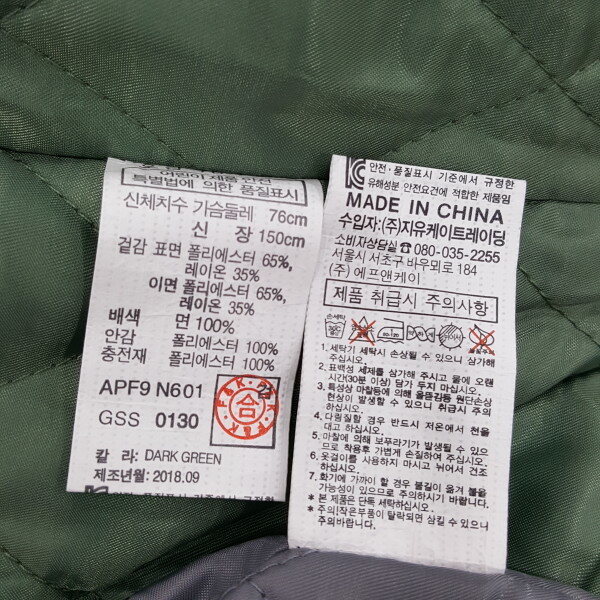 어린이 제품 안전
특별법에 의한 품질표시
신체치수 가슴둘레 76cm
신 장 150cm
겉감 표면 폴리에스터 65%,
레이온 35%
이면 폴리에스터 65%,
레이온 35%
배색 면 100%
안감 폴리에스터 100%
충전재 폴리에스터 100%
APF9 N601
GSS 0130
합
칼 라: DARK GREEN
제조년월: 2018.09
안전·품질표시 기준에서 규정한
유해성분 안전요건에 적합한 제품임
MADE IN CHINA
수입자:(주)지유케이트레이딩
소비자상담실☎080-035-2255
서울시 서초구 바우뫼로 184
(주) 에프앤케이
제품 취급시 주의사항
손세탁
1. 세탁기 세탁시 손상될 수 있으니 삼가해
주십시오.
2. 표백성 세제를 삼가해 주시고 물에 오랜
시간(30분 이상) 담가 두지 마십시오.
3. 특성상 마찰등에 의해 올뜯김등 원단손상
현상이 발생할 수 있으니 취급시 주의
하십시오.
4. 다림질할 경우 반드시 저온에서 천을
대고 하십시오.
5. 마찰에 의해 보푸라기가 발생될 수 있으
므로 착용후 가볍게 손질하여 주십시오.
6. 옷걸이를 사용하지 마시고 뉘어서 건조
하십시오.
7. 화기에 가까이 할 경우 불길이 옮겨 붙을
가능성이 있으므로 주의하시기 바랍니다.
* 본 제품은 단독 세탁하십시오.
* 주의:작은부품이 탈락되면 삼킬 수 있으니
주의바랍니다.